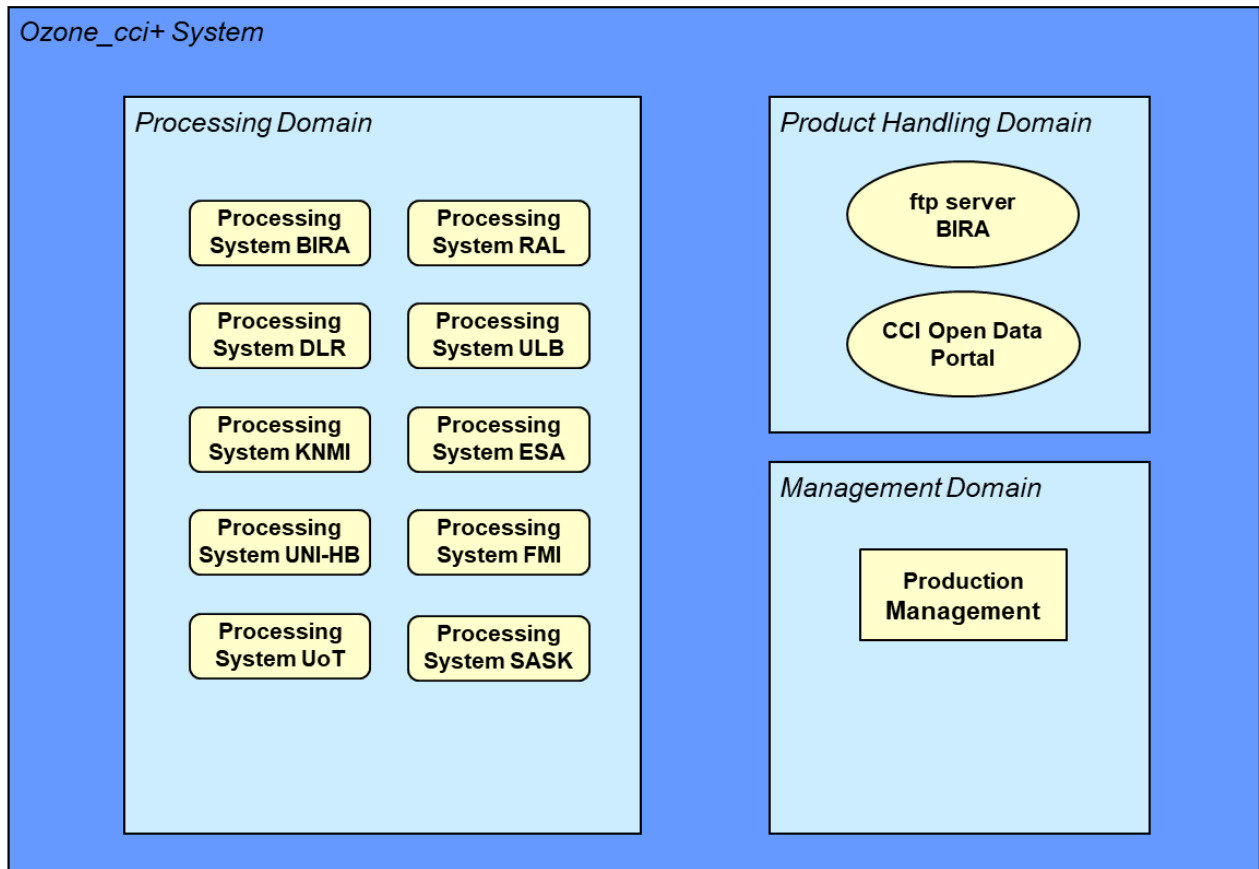 Ozone_cci+ System
Processing Domain
Processing
System BIRA
Processing
System RAL
Processing
System DLR
Processing
System ULB
Processing
System KNMI
Processing
System ESA
Processing
System UNI-HB
Processing
System FMI
Processing
System UoT
Processing
System SASK
Product Handling Domain
ftp server
BIRA
CCI Open Data
Portal
Management Domain
Production
Management